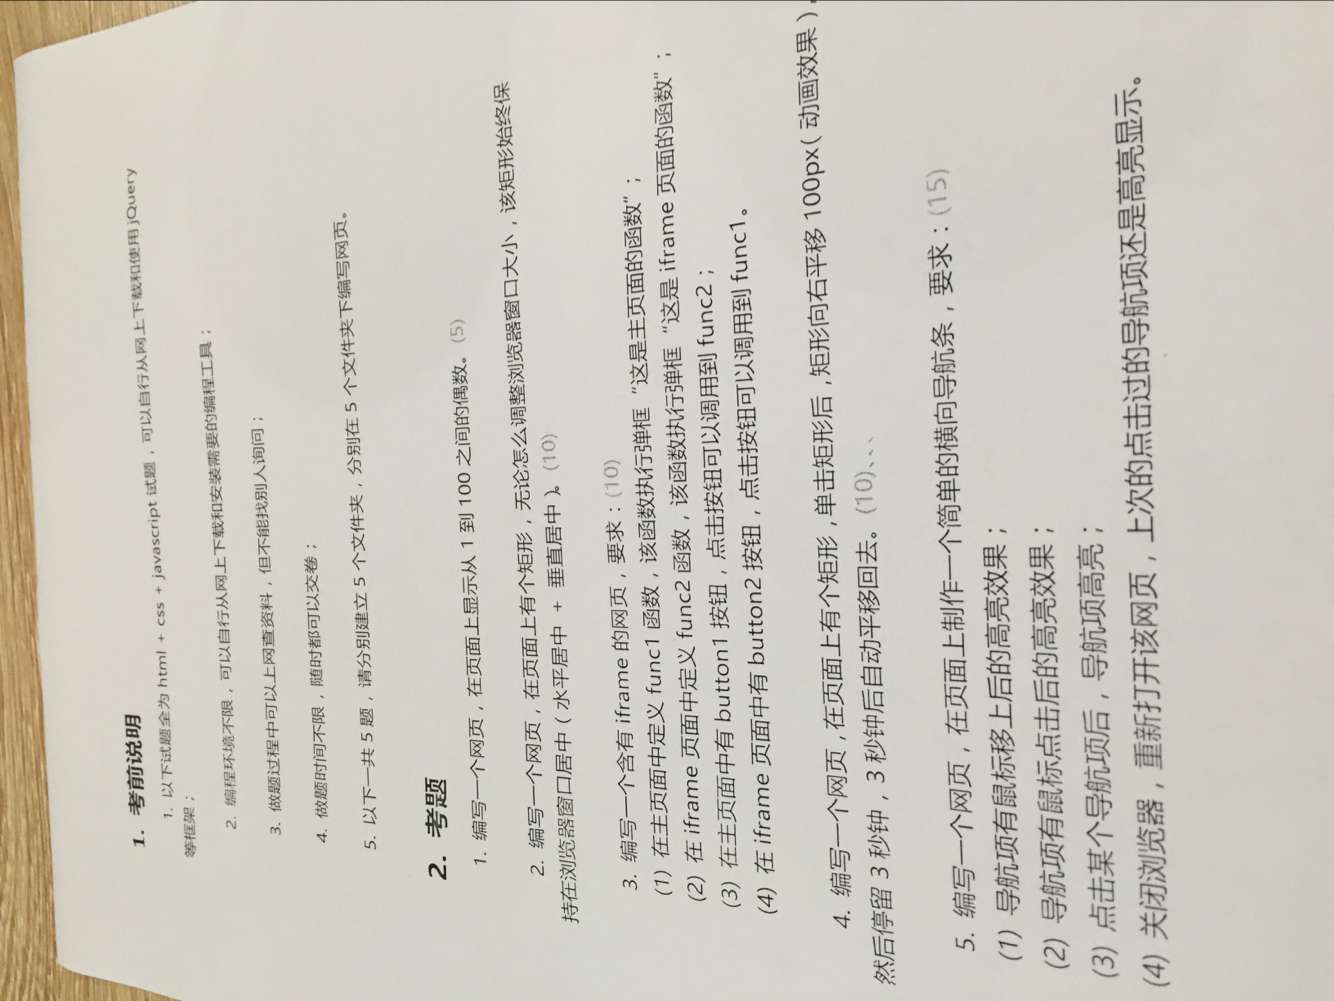 1. 考前说明
1. 以下试题全为 html + css + javascript 试题，可以自行从网上下载和使用 jQuery
等框架；
2. 编程环境不限，可以自行从网上下载和安装需要的编程工具；
3. 做题过程中可以上网查资料，但不能找别人询问；
4. 做题时间不限，随时都可以交卷；
5. 以下一共 5 题，请分别建立 5 个文件夹，分别在 5 个文件夹下编写网页。
2. 考题
1. 编写一个网页，在页面上显示从 1 到 100 之间的偶数。(5)
2. 编写一个网页，在页面上有个矩形，无论怎么调整浏览器窗口大小，该矩形始终保
持在浏览器窗口居中（水平居中 + 垂直居中）。(10)
3. 编写一个含有 iframe 的网页，要求：(10)
(1) 在主页面中定义 func1 函数，该函数执行弹框“这是主页面的函数”；
(2) 在 iframe 页面中定义 func2 函数，该函数执行弹框“这是 iframe 页面的函数”；
(3) 在主页面中有 button1 按钮，点击按钮可以调用到 func2；
(4) 在 iframe 页面中有 button2 按钮，点击按钮可以调用到 func1。
4. 编写一个网页，在页面上有个矩形，单击矩形后，矩形向右平移 100px（动画效果），
然后停留 3 秒钟，3 秒钟后自动平移回去。(10)、、、
5. 编写一个网页，在页面上制作一个简单的横向导航条，要求：(15)
(1) 导航项有鼠标移上后的高亮效果；
(2) 导航项有鼠标点击后的高亮效果；
(3) 点击某个导航项后，导航项高亮；
(4) 关闭浏览器，重新打开该网页，上次的点击过的导航项还是高亮显示。